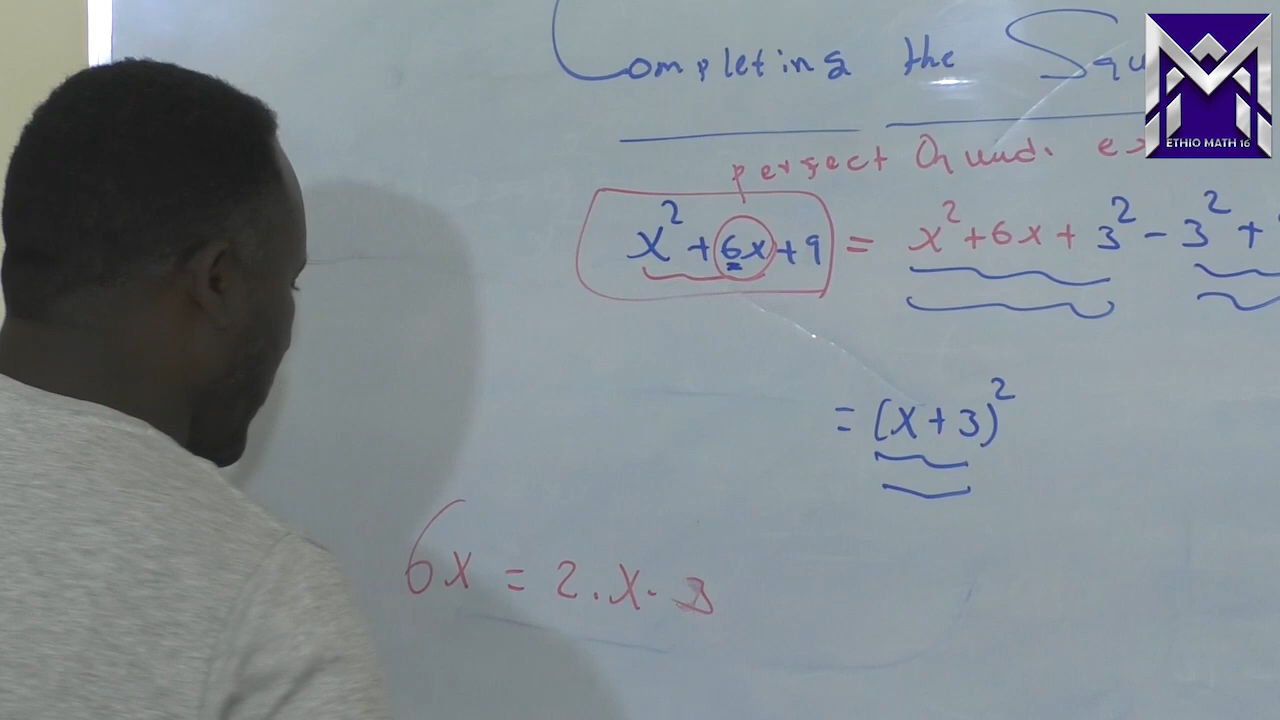 Completing the Squ
ETHIO MATH 16
perfect Quad. ex
x² + 6x + 9 = x² + 6x + 3² - 3² +
= (x + 3)²
6x = 2 . x . 3